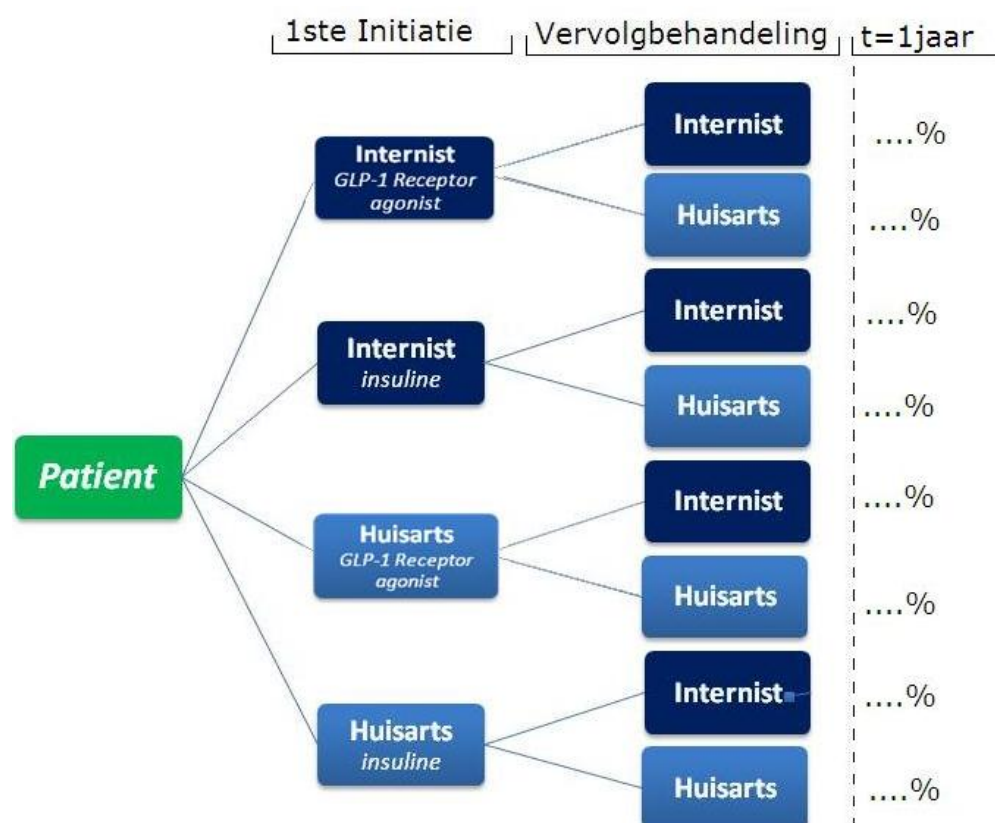 1ste Initiatie
Vervolgbehandeling
t=1jaar
Patient
Internist
GLP-1 Receptor
agonist
Internist
....%
Huisarts
....%
Internist
insuline
Internist
....%
Huisarts
....%
Huisarts
GLP-1 Receptor
agonist
Internist
....%
Huisarts
....%
Huisarts
insuline
Internist
....%
Huisarts
....%